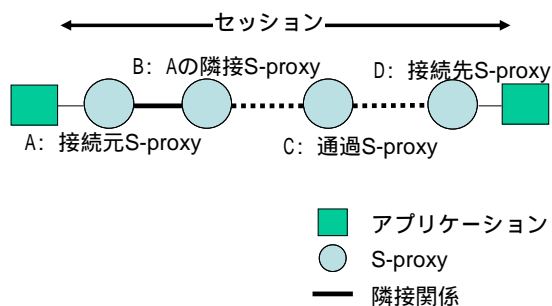 セッション
B: Aの隣接S-proxy
D: 接続先S-proxy
A: 接続元S-proxy
C: 通過S-proxy
アプリケーション
S-proxy
隣接関係